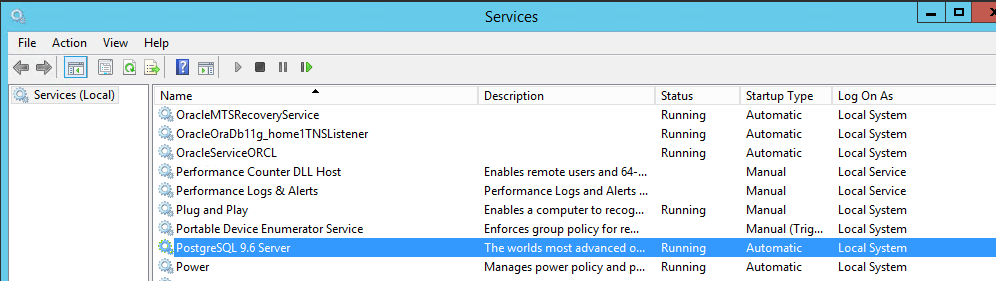 Services
File Action View Help
Services (Local)
Name Description Status Startup Type Log On As
OracleMTSRecoveryService Running Automatic Local System
OracleOraDb11g_home1TNSListener Running Automatic Local System
OracleServiceORCL Running Automatic Local System
Performance Counter DLL Host Enables remote users and 64-... Manual Local Service
Performance Logs & Alerts Performance Logs and Alerts ... Manual Local Service
Plug and Play Enables a computer to recog... Running Manual Local System
Portable Device Enumerator Service Enforces group policy for re... Manual (Trig... Local System
PostgreSQL 9.6 Server The worlds most advanced o... Running Automatic Local System
Power Manages power policy and p... Running Automatic Local System